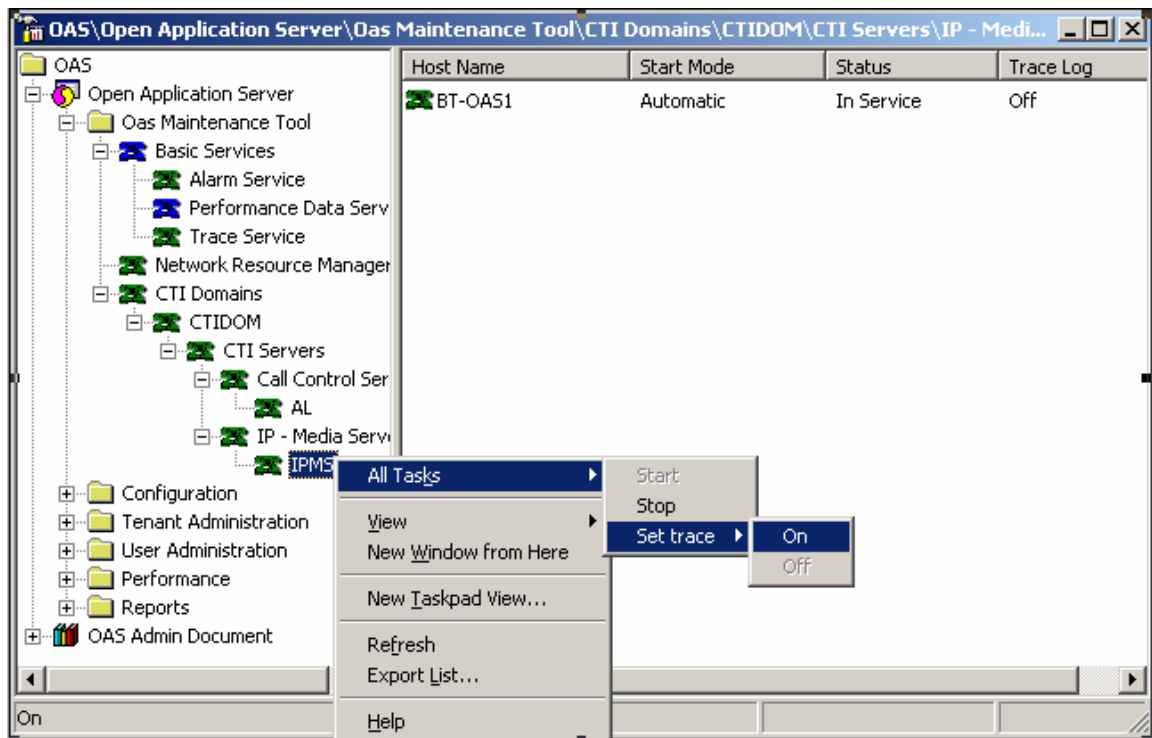 OAS\Open Application Server\Oas Maintenance Tool\CTI Domains\CTIDOM\CTI Servers\IP - Medi...
OAS
Open Application Server
Oas Maintenance Tool
Basic Services
Alarm Service
Performance Data Serv
Trace Service
Network Resource Manager
CTI Domains
CTIDOM
CTI Servers
Call Control Ser
AL
IP - Media Serv
IPMS
Configuration
Tenant Administration
User Administration
Performance
Reports
OAS Admin Document
Host Name Start Mode Status Trace Log
BT-OAS1 Automatic In Service Off
All Tasks
View
New Window from Here
New Taskpad View...
Refresh
Export List...
Help
Start
Stop
Set trace
On
Off
On